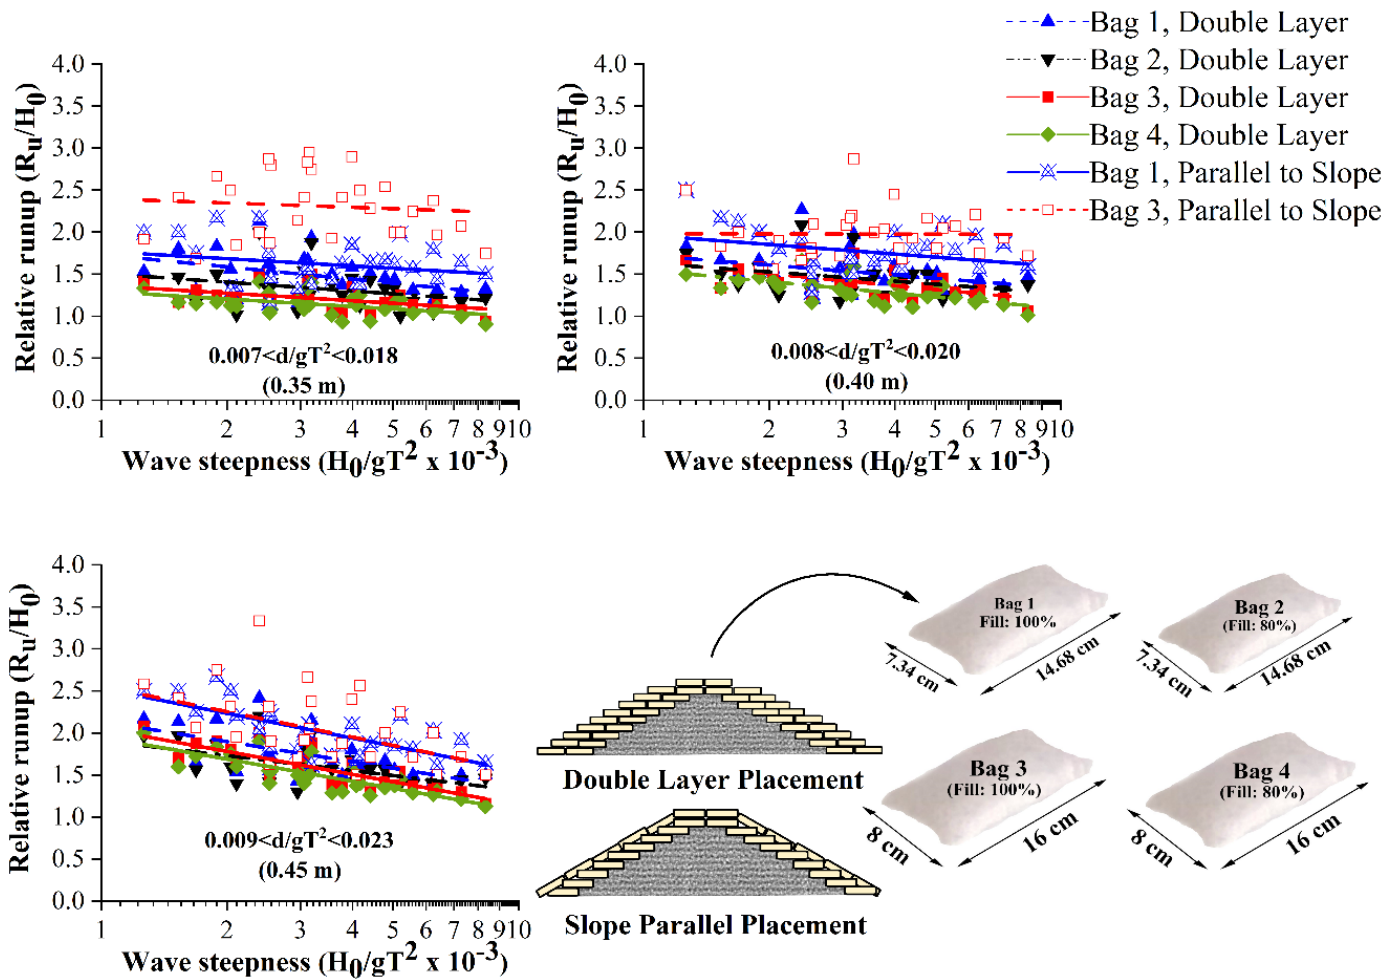 Bag 1, Double Layer
Bag 2, Double Layer
Bag 3, Double Layer
Bag 4, Double Layer
Bag 1, Parallel to Slope
Bag 3, Parallel to Slope
Relative runup (Ru/H0)
4.0
3.5
3.0
2.5
2.0
1.5
1.0
0.5
0.0
0.007<d/gT²<0.018
(0.35 m)
1 2 3 4 5 6 7 8 910
Wave steepness (H0/gT² x 10⁻³)
Relative runup (Ru/H0)
4.0
3.5
3.0
2.5
2.0
1.5
1.0
0.5
0.0
0.008<d/gT²<0.020
(0.40 m)
1 2 3 4 5 6 7 8 910
Wave steepness (H0/gT² x 10⁻³)
Relative runup (Ru/H0)
4.0
3.5
3.0
2.5
2.0
1.5
1.0
0.5
0.0
0.009<d/gT²<0.023
(0.45 m)
1 2 3 4 5 6 7 8 910
Wave steepness (H0/gT² x 10⁻³)
Double Layer Placement
Slope Parallel Placement
Bag 1
Fill: 100%
7.34 cm
14.68 cm
Bag 2
(Fill: 80%)
7.34 cm
14.68 cm
Bag 3
(Fill: 100%)
8 cm
16 cm
Bag 4
(Fill: 80%)
8 cm
16 cm